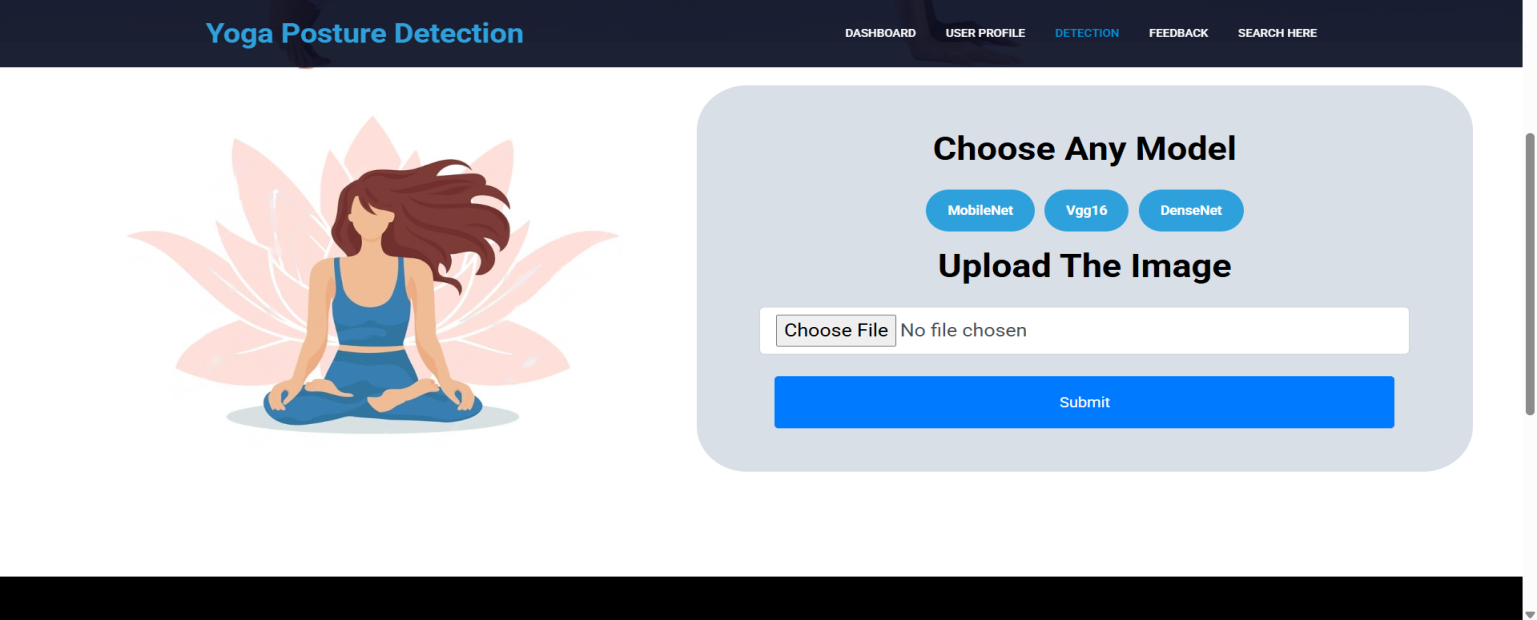 Yoga Posture Detection
DASHBOARD USER PROFILE DETECTION FEEDBACK SEARCH HERE
Choose Any Model
MobileNet Vgg16 DenseNet
Upload The Image
Choose File No file chosen
Submit